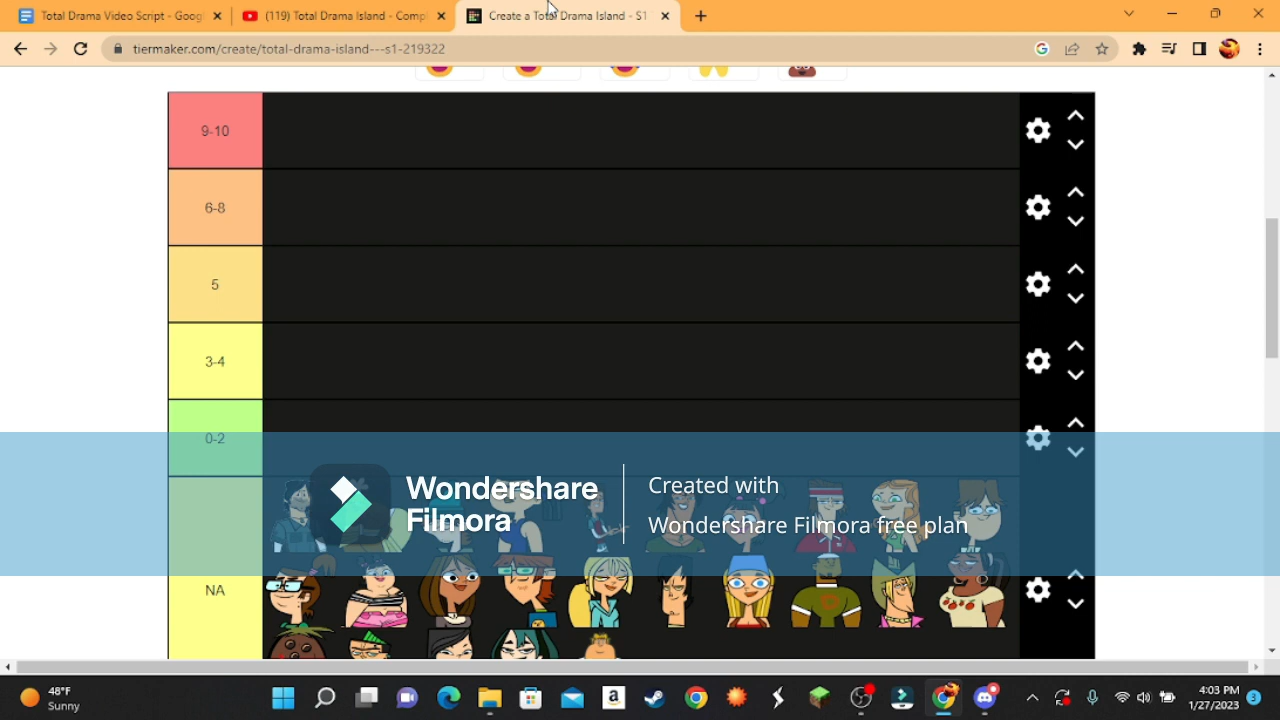 Total Drama Video Script - Goog
(119) Total Drama Island - Comp
Create a Total Drama Island - S1
tiermaker.com/create/total-drama-island---s1-219322
9-10
6-8
5
3-4
0-2
Wondershare
Filmora
Created with
Wondershare Filmora free plan
NA
48°F
Sunny
4:03 PM
1/27/2023
3